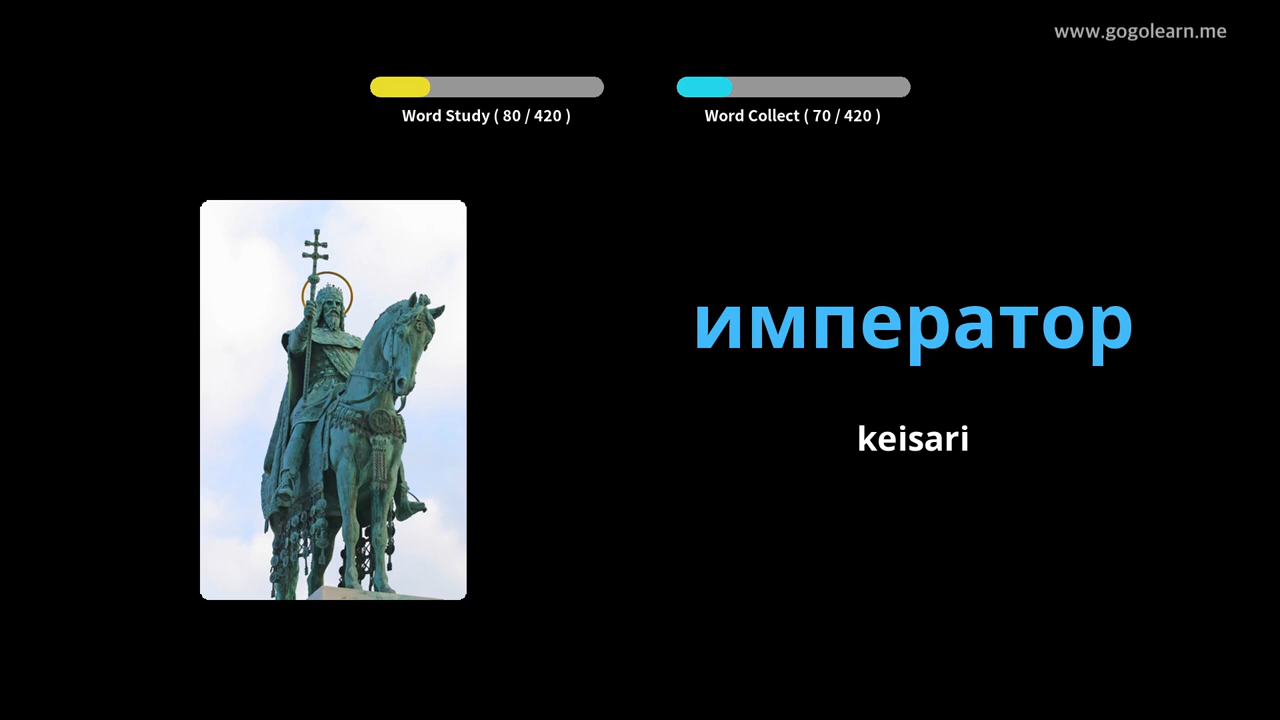 www.gogolearn.me
Word Study ( 80 / 420 )
Word Collect ( 70 / 420 )
император
keisari